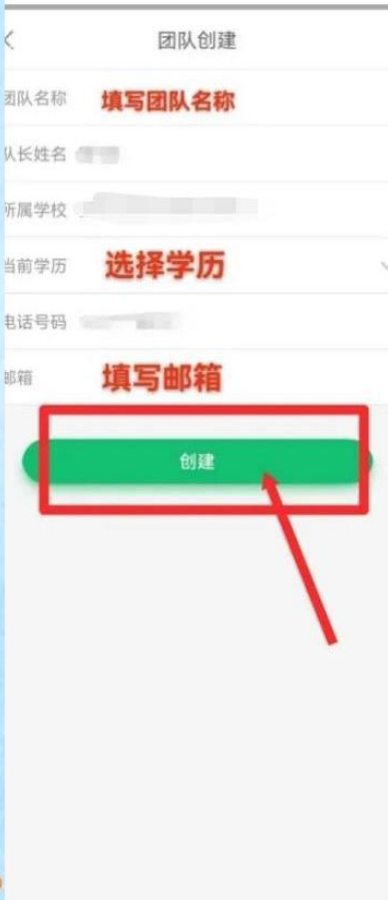 团队创建
团队名称 填写团队名称
队长姓名
所属学校
当前学历 选择学历
电话号码
邮箱 填写邮箱
创建